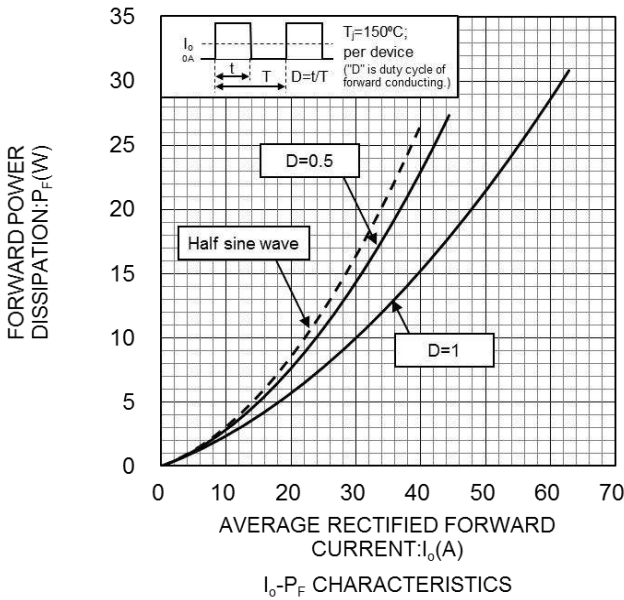 35
30
25
20
15
10
5
0
FORWARD POWER
DISSIPATION:PF(W)
Io
0A
t
T
D=t/T
Tj=150ºC;
per device
("D" is duty cycle of
forward conducting.)
D=0.5
Half sine wave
D=1
0 10 20 30 40 50 60 70
AVERAGE RECTIFIED FORWARD
CURRENT:Io(A)
Io-PF CHARACTERISTICS